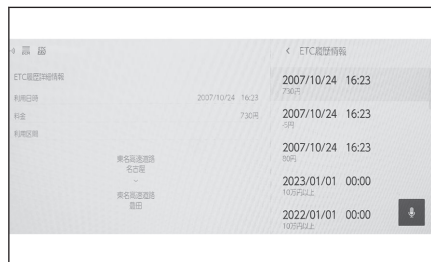 ETC履歴詳細情報
利用日時 2007/10/24 16:23
料金 730円
利用区間
東名高速道路
名古屋
–
東名高速道路
豊田
< ETC履歴情報
2007/10/24 16:23
730円
2007/10/24 16:23
-5円
2007/10/24 16:23
80円
2023/01/01 00:00
10万円以上
2022/01/01 00:00
10万円以上